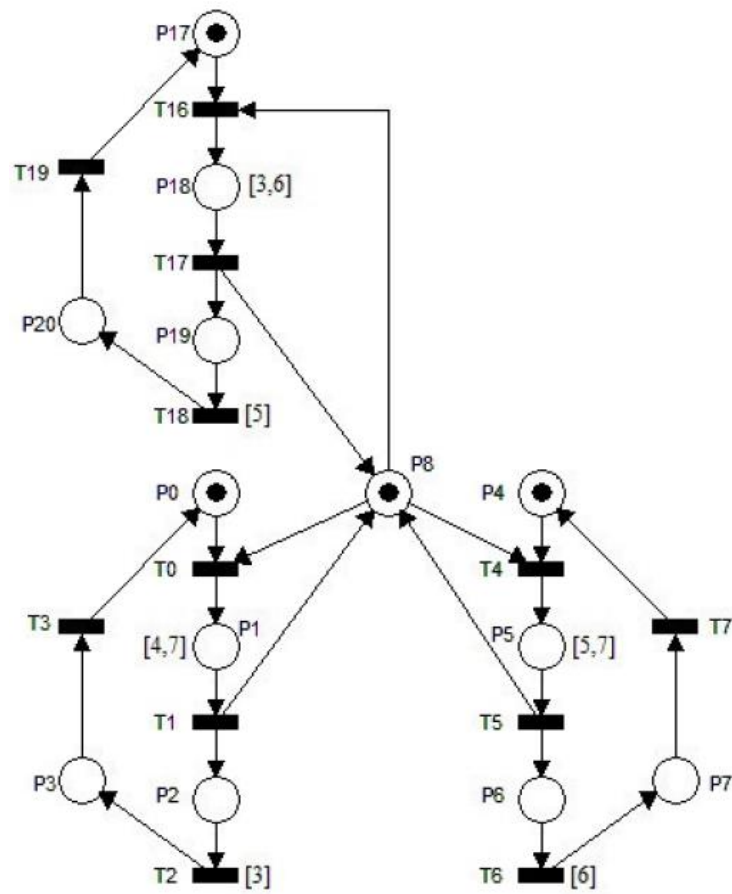 P17
T16
T19
P18 [3,6]
T17
P20
P19
T18 [5]
P8
P0
P4
T0
T4
T3
P1
P5
T7
[4,7]
[5,7]
T1
T5
P3
P2
P6
P7
T2 [3]
T6 [6]